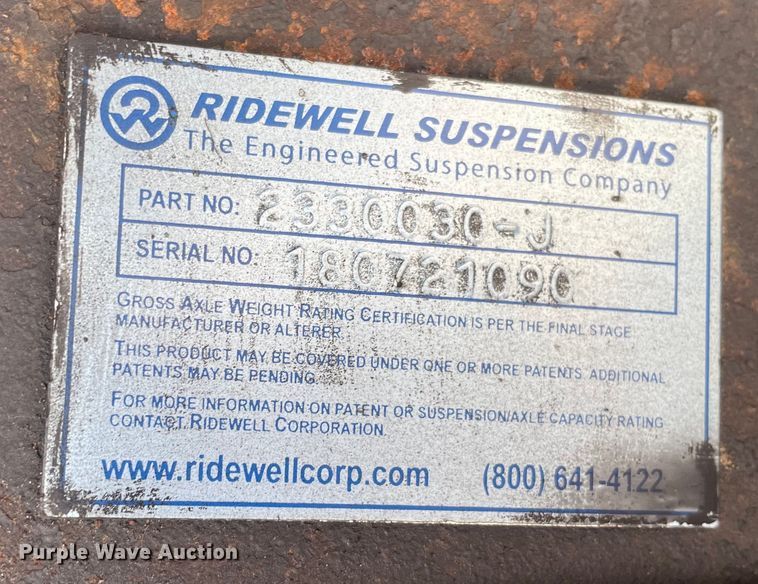 RIDEWELL SUSPENSIONS
The Engineered Suspension Company
PART NO: 2330030-J
SERIAL NO: 180721090
GROSS AXLE WEIGHT RATING CERTIFICATION IS PER THE FINAL STAGE
MANUFACTURER OR ALTERER.
THIS PRODUCT MAY BE COVERED UNDER ONE OR MORE PATENTS. ADDITIONAL
PATENTS MAY BE PENDING.
FOR MORE INFORMATION ON PATENT OR SUSPENSION/AXLE CAPACITY RATING
CONTACT RIDEWELL CORPORATION.
www.ridewellcorp.com (800) 641-4122
Purple Wave Auction